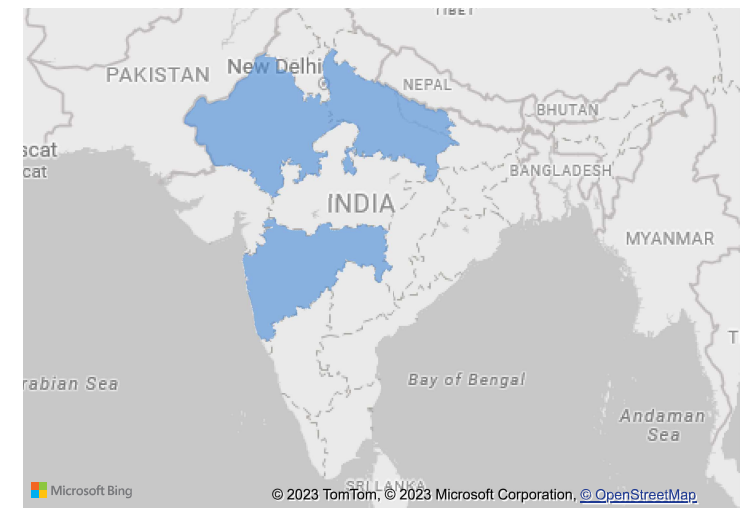 TIBET
New Delhi
PAKISTAN
NEPAL
BHUTAN
scat
cat
BANGLADESH
INDIA
MYANMAR
T
rabian Sea
Bay of Bengal
Andaman
Sea
SRI LANKA
Microsoft Bing
© 2023 TomTom, © 2023 Microsoft Corporation, © OpenStreetMap